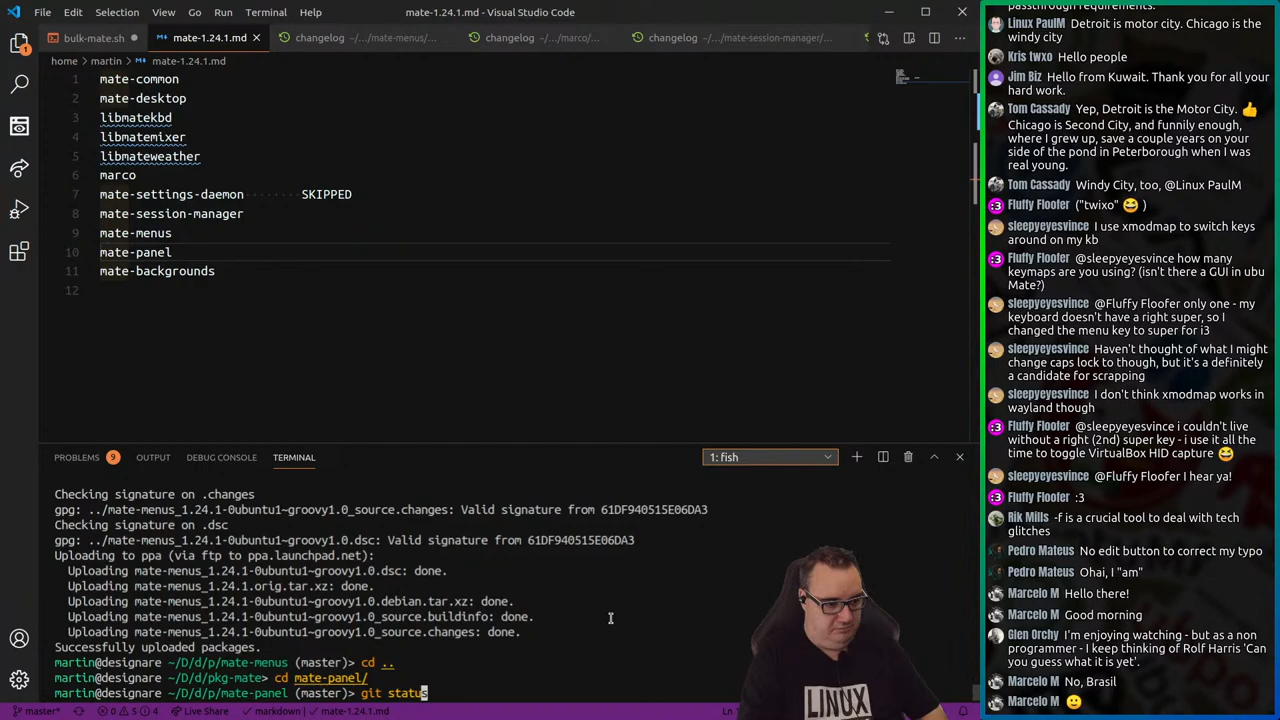 File Edit Selection View Go Run Terminal Help
mate-1.24.1.md - Visual Studio Code
bulk-mate.sh
mate-1.24.1.md
changelog ~/.../mate-menus/...
changelog ~/.../marco/...
changelog ~/.../mate-session-manager/...
home > martin > mate-1.24.1.md
1 mate-common
2 mate-desktop
3 libmatekbd
4 libmatemixer
5 libmateweather
6 marco
7 mate-settings-daemon········SKIPPED
8 mate-session-manager
9 mate-menus
10 mate-panel
11 mate-backgrounds
12
PROBLEMS 9 OUTPUT DEBUG CONSOLE TERMINAL
1: fish
Checking signature on .changes
gpg: ../mate-menus_1.24.1-0ubuntu1~groovy1.0_source.changes: Valid signature from 61DF940515E06DA3
Checking signature on .dsc
gpg: ../mate-menus_1.24.1-0ubuntu1~groovy1.0.dsc: Valid signature from 61DF940515E06DA3
Uploading to ppa (via ftp to ppa.launchpad.net):
Uploading mate-menus_1.24.1-0ubuntu1~groovy1.0.dsc: done.
Uploading mate-menus_1.24.1.orig.tar.xz: done.
Uploading mate-menus_1.24.1-0ubuntu1~groovy1.0.debian.tar.xz: done.
Uploading mate-menus_1.24.1-0ubuntu1~groovy1.0_source.buildinfo: done.
Uploading mate-menus_1.24.1-0ubuntu1~groovy1.0_source.changes: done.
Successfully uploaded packages.
martin@designare ~/D/d/p/mate-menus (master)> cd ..
martin@designare ~/D/d/pkg-mate> cd mate-panel/
martin@designare ~/D/d/p/mate-panel (master)> git status
master* 0 5 4 Live Share markdown mate-1.24.1.md
LINUX
passthrough requirements.
Linux PaulM Detroit is motor city. Chicago is the
windy city
Kris twxo Hello people
Jim Biz Hello from Kuwait. Thank you for all your
hard work.
Tom Cassady Yep, Detroit is the Motor City. 👍
Chicago is Second City, and funnily enough,
where I grew up, save a couple years on your
side of the pond in Peterborough when I was
real young.
Tom Cassady Windy City, too, @Linux PaulM
Fluffy Floofer ("twixo" 😆 )
sleepyeyesvince I use xmodmap to switch keys
around on my kb
Fluffy Floofer @sleepyeyesvince how many
keymaps are you using? (isn't there a GUI in ubu
Mate?)
sleepyeyesvince @Fluffy Floofer only one - my
keyboard doesn't have a right super, so I
changed the menu key to super for i3
sleepyeyesvince Haven't thought of what I might
change caps lock to though, but it's a definitely
a candidate for scrapping
sleepyeyesvince I don't think xmodmap works in
wayland though
Fluffy Floofer @sleepyeyesvince i couldn't live
without a right (2nd) super key - i use it all the
time to toggle VirtualBox HID capture 😆
sleepyeyesvince @Fluffy Floofer I hear ya!
Fluffy Floofer :3
Rik Mills -f is a crucial tool to deal with tech
glitches
Pedro Mateus No edit button to correct my typo
Pedro Mateus Ohai, I "am"
Marcelo M Hello there!
Marcelo M Good morning
Glen Orchy I'm enjoying watching - but as a non
programmer - I keep thinking of Rolf Harris 'Can
you guess what it is yet'.
Marcelo M No, Brasil
Marcelo M 🙂